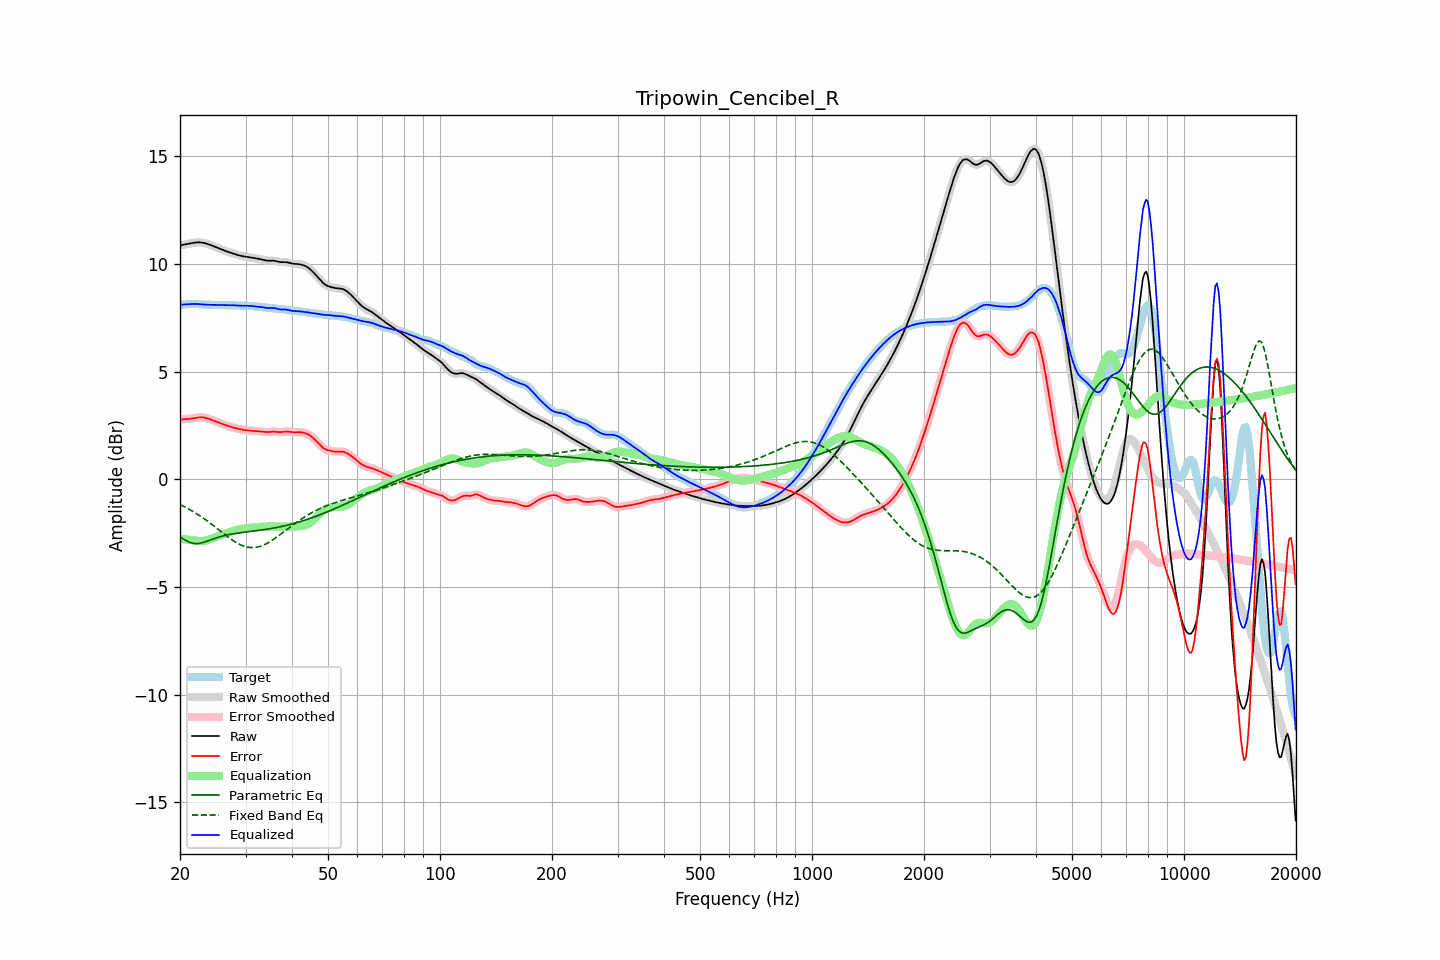 Tripowin_Cencibel_R
Amplitude (dBr)
15
10
5
0
−5
−10
−15
Target
Raw Smoothed
Error Smoothed
Raw
Error
Equalization
Parametric Eq
Fixed Band Eq
Equalized
20 50 100 200 500 1000 2000 5000 10000 20000
Frequency (Hz)